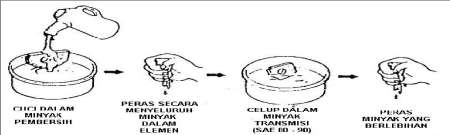 CUCI DALAM
MINYAK
PEMBERSIH
PERAS SECARA
MENYELURUH
MINYAK
DALAM
ELEMEN
CELUP DALAM
MINYAK
TRANSMISI
(SAE 80 - 90)
PERAS
MINYAK YANG
BERLEBIHAN